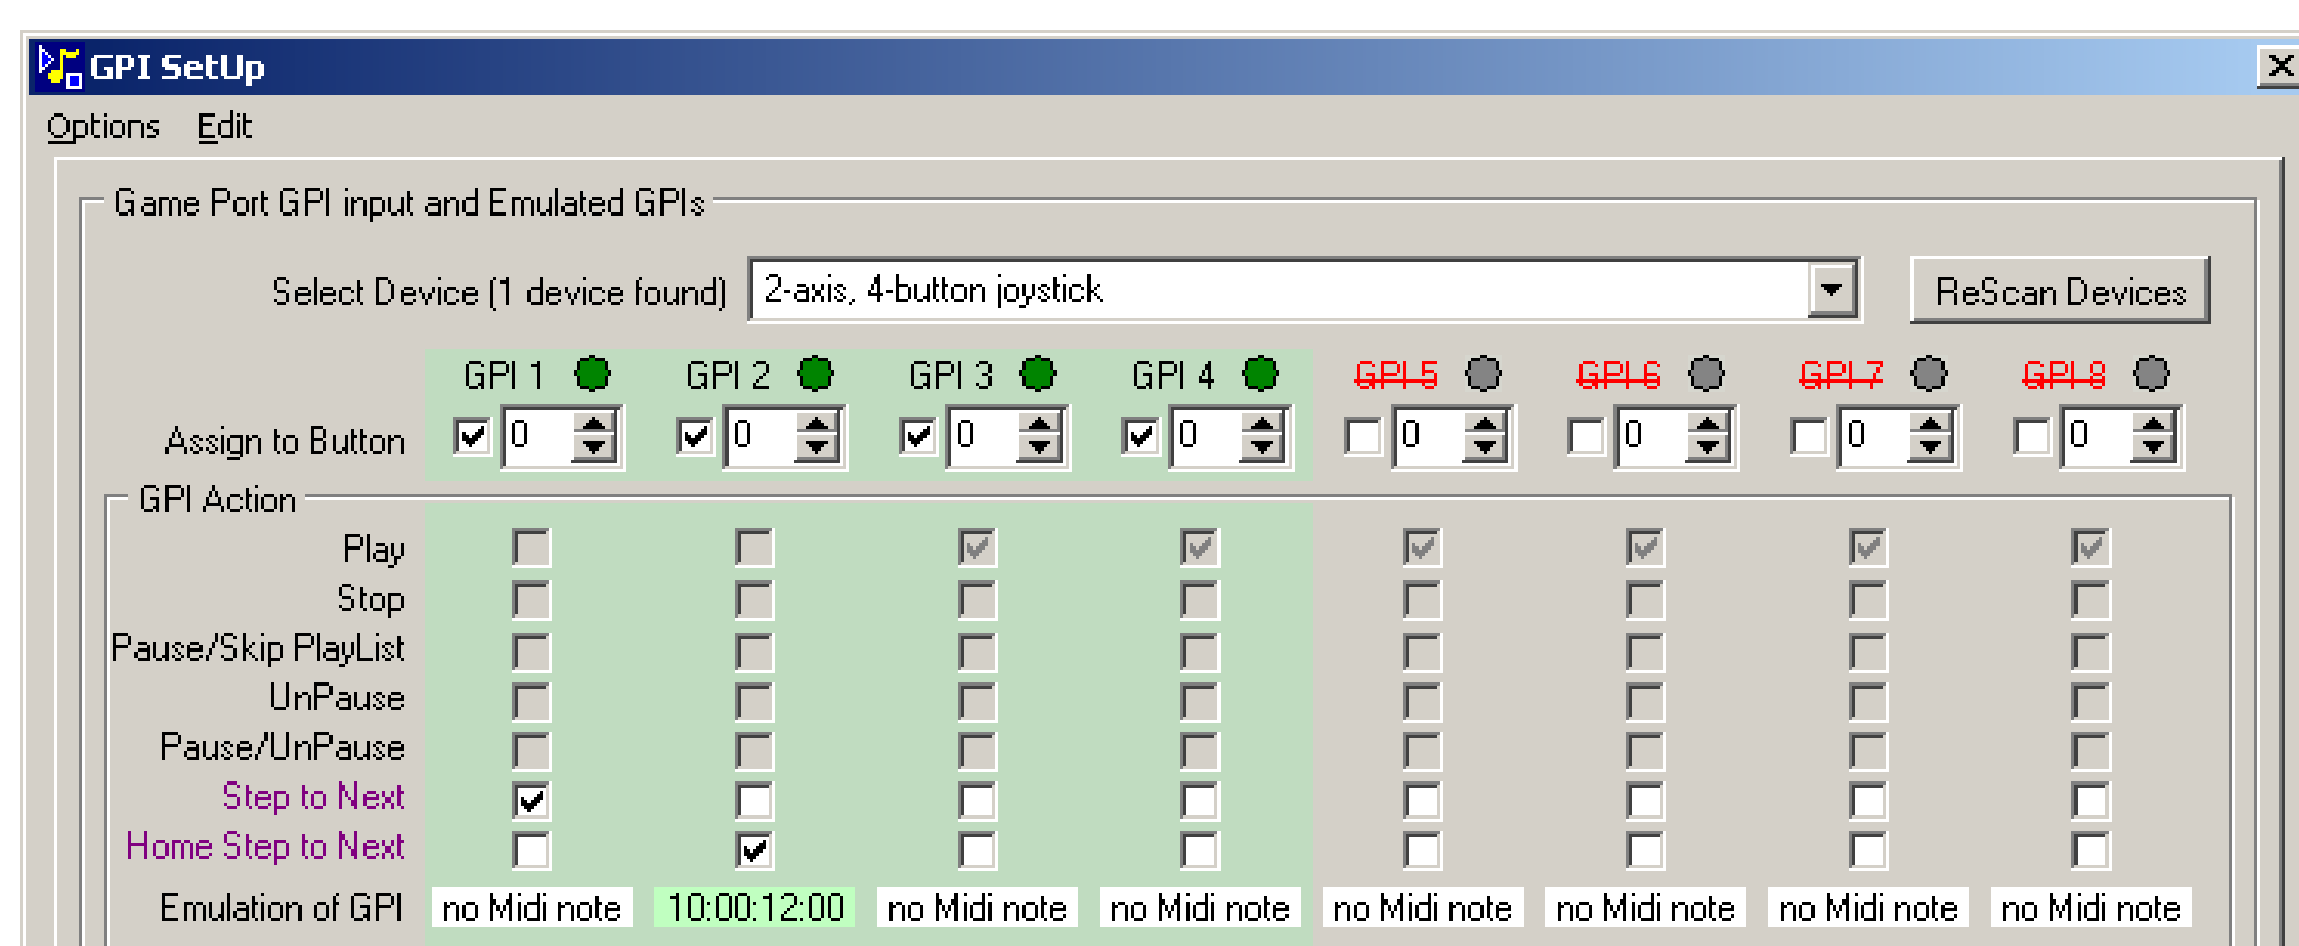 GPI SetUp
Options Edit
Game Port GPI input and Emulated GPIs
Select Device (1 device found) 2-axis, 4-button joystick ReScan Devices
GPI 1 GPI 2 GPI 3 GPI 4 GPI 5 GPI 6 GPI 7 GPI 8
Assign to Button 0 0 0 0 0 0 0 0
GPI Action
Play
Stop
Pause/Skip PlayList
UnPause
Pause/UnPause
Step to Next
Home Step to Next
Emulation of GPI no Midi note 10:00:12:00 no Midi note no Midi note no Midi note no Midi note no Midi note no Midi note